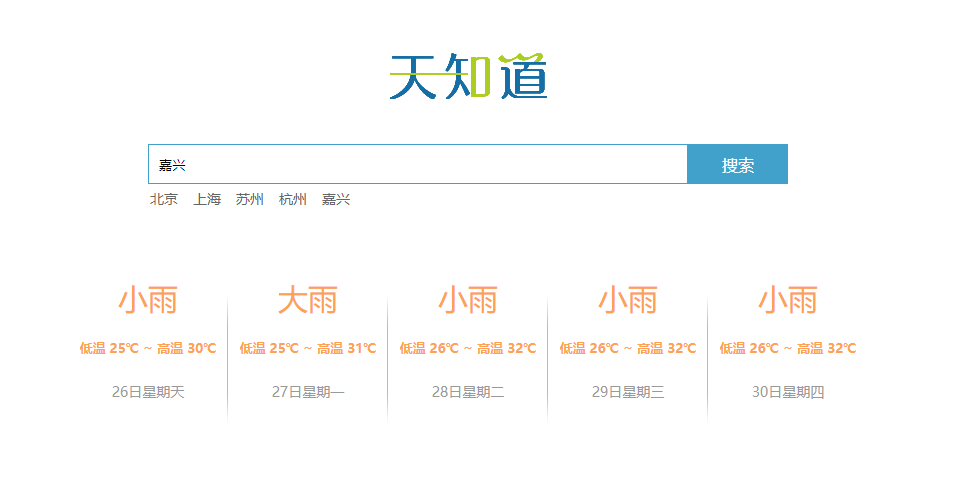 天知道
嘉兴 搜索
北京 上海 苏州 杭州 嘉兴
小雨 大雨 小雨 小雨 小雨
低温 25℃ ~ 高温 30℃ 低温 25℃ ~ 高温 31℃ 低温 26℃ ~ 高温 32℃ 低温 26℃ ~ 高温 32℃ 低温 26℃ ~ 高温 32℃
26日星期天 27日星期一 28日星期二 29日星期三 30日星期四